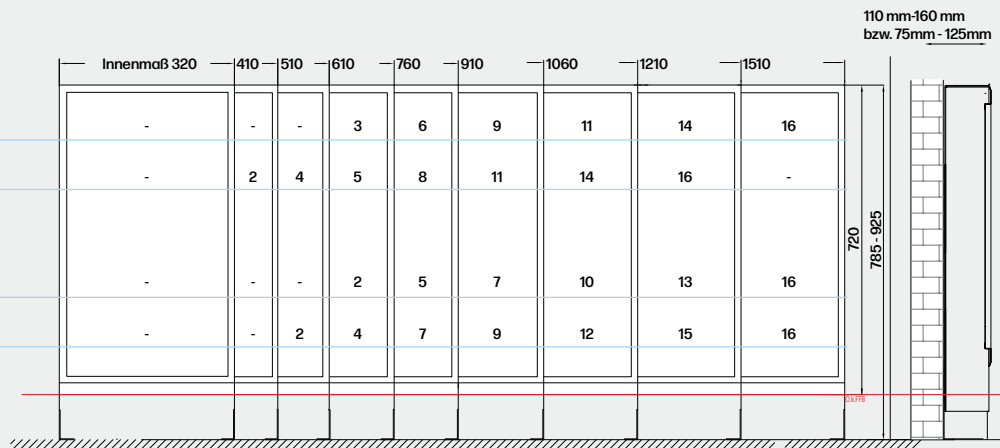 110 mm-160 mm
bzw. 75mm - 125mm
Innenmaß 320 410 510 610 760 910 1060 1210 1510
- - - 3 6 9 11 14 16
- 2 4 5 8 11 14 16 -
720
785 - 925
- - - 2 5 7 10 13 16
- - 2 4 7 9 12 15 16